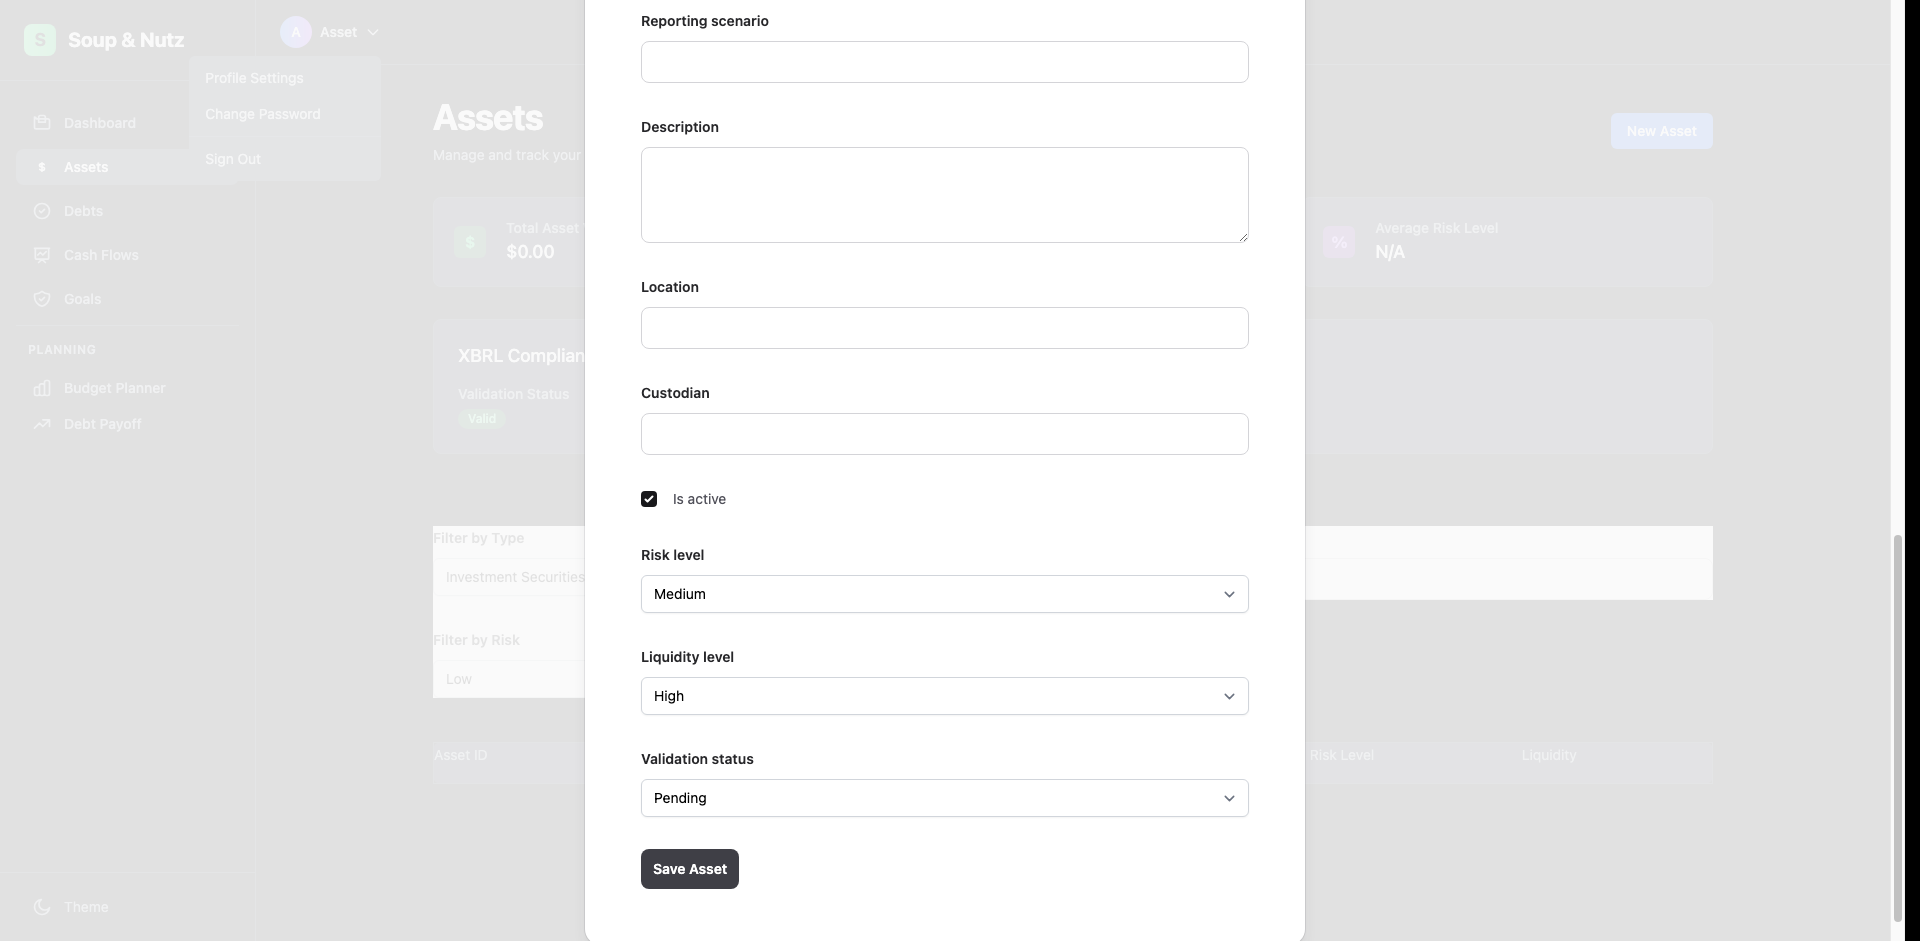 S
Soup & Nutz
A
Asset
Profile Settings
Change Password
Sign Out
Dashboard
$
Assets
Debts
Cash Flows
Goals
PLANNING
Budget Planner
Debt Payoff
Theme
Assets
Manage and track your
New Asset
$
Total Asset
$0.00
%
Average Risk Level
N/A
XBRL Complian
Validation Status
Valid
Filter by Type
Investment Securities
Filter by Risk
Low
Asset ID
Risk Level
Liquidity
Reporting scenario
Description
Location
Custodian
Is active
Risk level
Medium
Liquidity level
High
Validation status
Pending
Save Asset